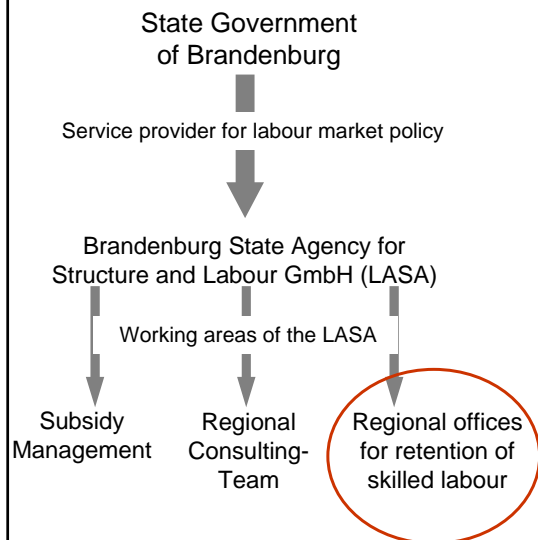 State Government
of Brandenburg
Service provider for labour market policy
Brandenburg State Agency for
Structure and Labour GmbH (LASA)
Working areas of the LASA
Subsidy
Management
Regional
Consulting-
Team
Regional offices
for retention of
skilled labour